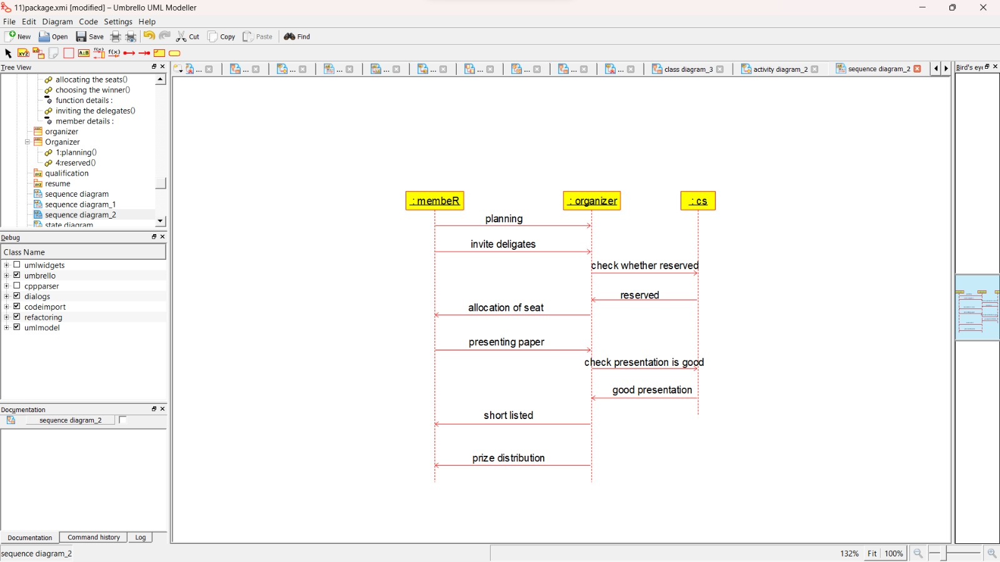 11)package.xmi [modified] – Umbrello UML Modeller
File Edit Diagram Code Settings Help
New Open Save Cut Copy Paste Find
XYZ A:B f(x) f(x)
Tree View
... ... ... ... ... ... ... ... ... ... class diagram_3 activity diagram_2 sequence diagram_2
Bird's eye
allocating the seats()
choosing the winner()
function details :
inviting the delegates()
member details :
organizer
Organizer
1:planning()
4:reserved()
qualification
resume
sequence diagram
sequence diagram_1
sequence diagram_2
state diagram
Debug
Class Name
umlwidgets
umbrello
cppparser
dialogs
codeimport
refactoring
umlmodel
Documentation
sequence diagram_2
Documentation Command history Log
: membeR : organizer : cs
planning
invite deligates
check whether reserved
reserved
allocation of seat
presenting paper
check presentation is good
good presentation
short listed
prize distribution
sequence diagram_2
132% Fit 100%